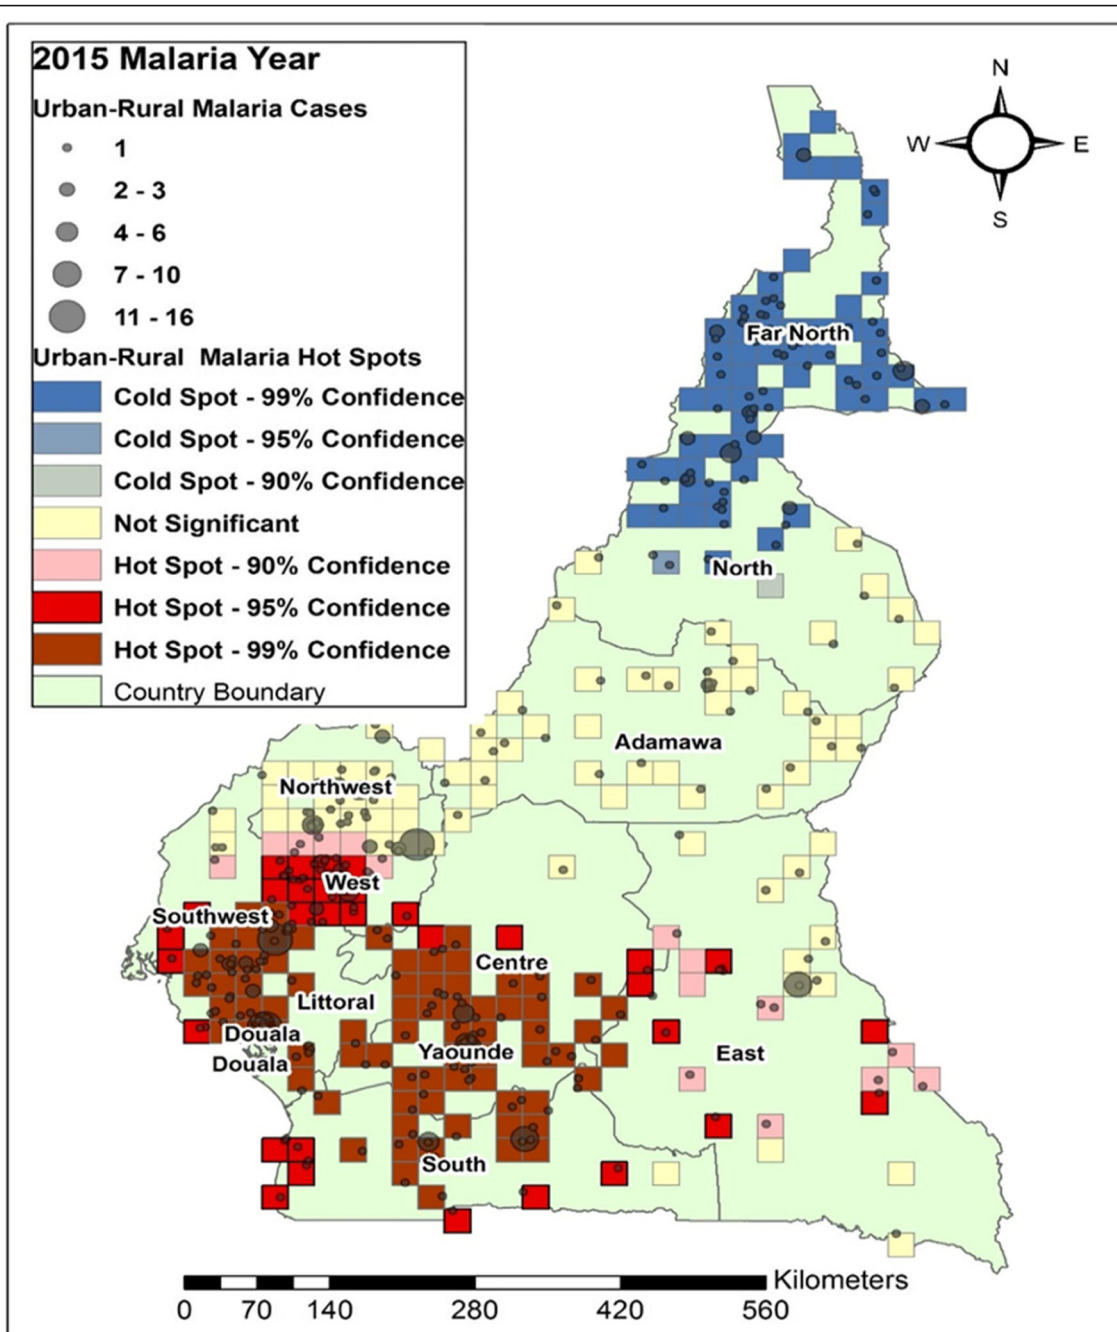 2015 Malaria Year
Urban-Rural Malaria Cases
1
2 - 3
4 - 6
7 - 10
11 - 16
Urban-Rural Malaria Hot Spots
Cold Spot - 99% Confidence
Cold Spot - 95% Confidence
Cold Spot - 90% Confidence
Not Significant
Hot Spot - 90% Confidence
Hot Spot - 95% Confidence
Hot Spot - 99% Confidence
Country Boundary
N
W E
S
Far North
North
Adamawa
Northwest
West
Southwest
Centre
Littoral
Douala
Yaounde
East
Douala
South
Kilometers
0 70 140 280 420 560